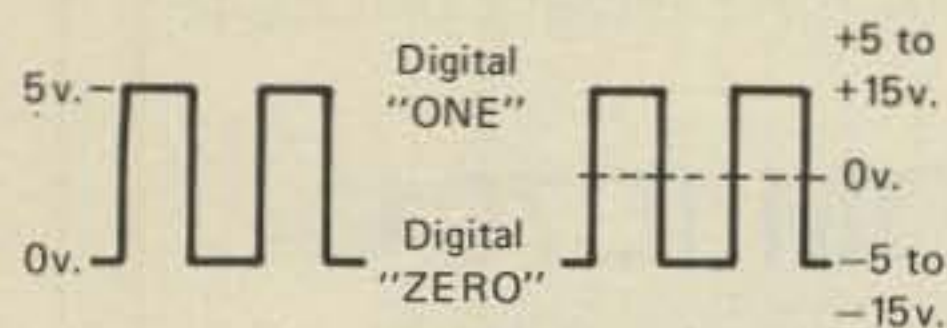 5v.
0v.
Digital
"ONE"
Digital
"ZERO"
+5 to
+15v.
0v.
−5 to
−15v.